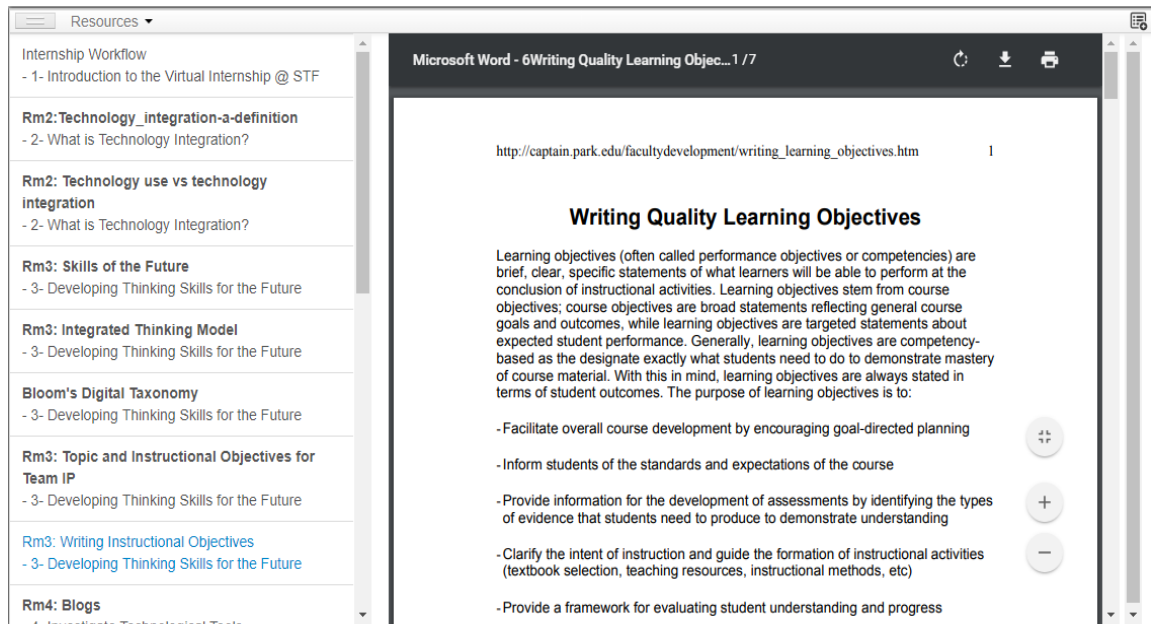 Resources
Internship Workflow
- 1- Introduction to the Virtual Internship @ STF
Rm2:Technology_integration-a-definition
- 2- What is Technology Integration?
Rm2: Technology use vs technology
integration
- 2- What is Technology Integration?
Rm3: Skills of the Future
- 3- Developing Thinking Skills for the Future
Rm3: Integrated Thinking Model
- 3- Developing Thinking Skills for the Future
Bloom's Digital Taxonomy
- 3- Developing Thinking Skills for the Future
Rm3: Topic and Instructional Objectives for
Team IP
- 3- Developing Thinking Skills for the Future
Rm3: Writing Instructional Objectives
- 3- Developing Thinking Skills for the Future
Rm4: Blogs
- 4- Investigate Technological Tools
Microsoft Word - 6Writing Quality Learning Objec... 1 / 7
http://captain.park.edu/facultydevelopment/writing_learning_objectives.htm 1
Writing Quality Learning Objectives
Learning objectives (often called performance objectives or competencies) are
brief, clear, specific statements of what learners will be able to perform at the
conclusion of instructional activities. Learning objectives stem from course
objectives; course objectives are broad statements reflecting general course
goals and outcomes, while learning objectives are targeted statements about
expected student performance. Generally, learning objectives are competency-
based as the designate exactly what students need to do to demonstrate mastery
of course material. With this in mind, learning objectives are always stated in
terms of student outcomes. The purpose of learning objectives is to:
- Facilitate overall course development by encouraging goal-directed planning
- Inform students of the standards and expectations of the course
- Provide information for the development of assessments by identifying the types
of evidence that students need to produce to demonstrate understanding
- Clarify the intent of instruction and guide the formation of instructional activities
(textbook selection, teaching resources, instructional methods, etc)
- Provide a framework for evaluating student understanding and progress